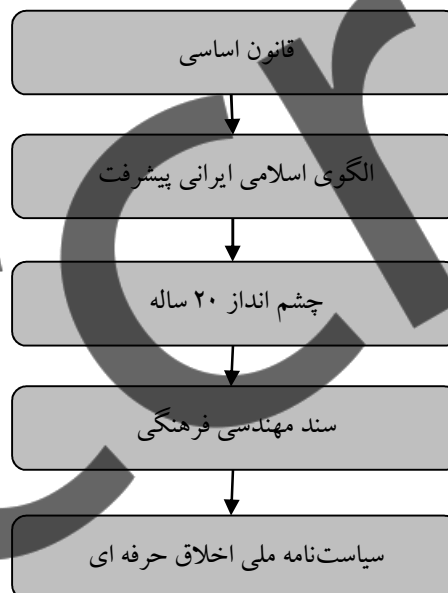 قانون اساسی
الگوی اسلامی ایرانی پیشرفت
چشم انداز ۲۰ ساله
سند مهندسی فرهنگی
سیاست‌نامه ملی اخلاق حرفه ای